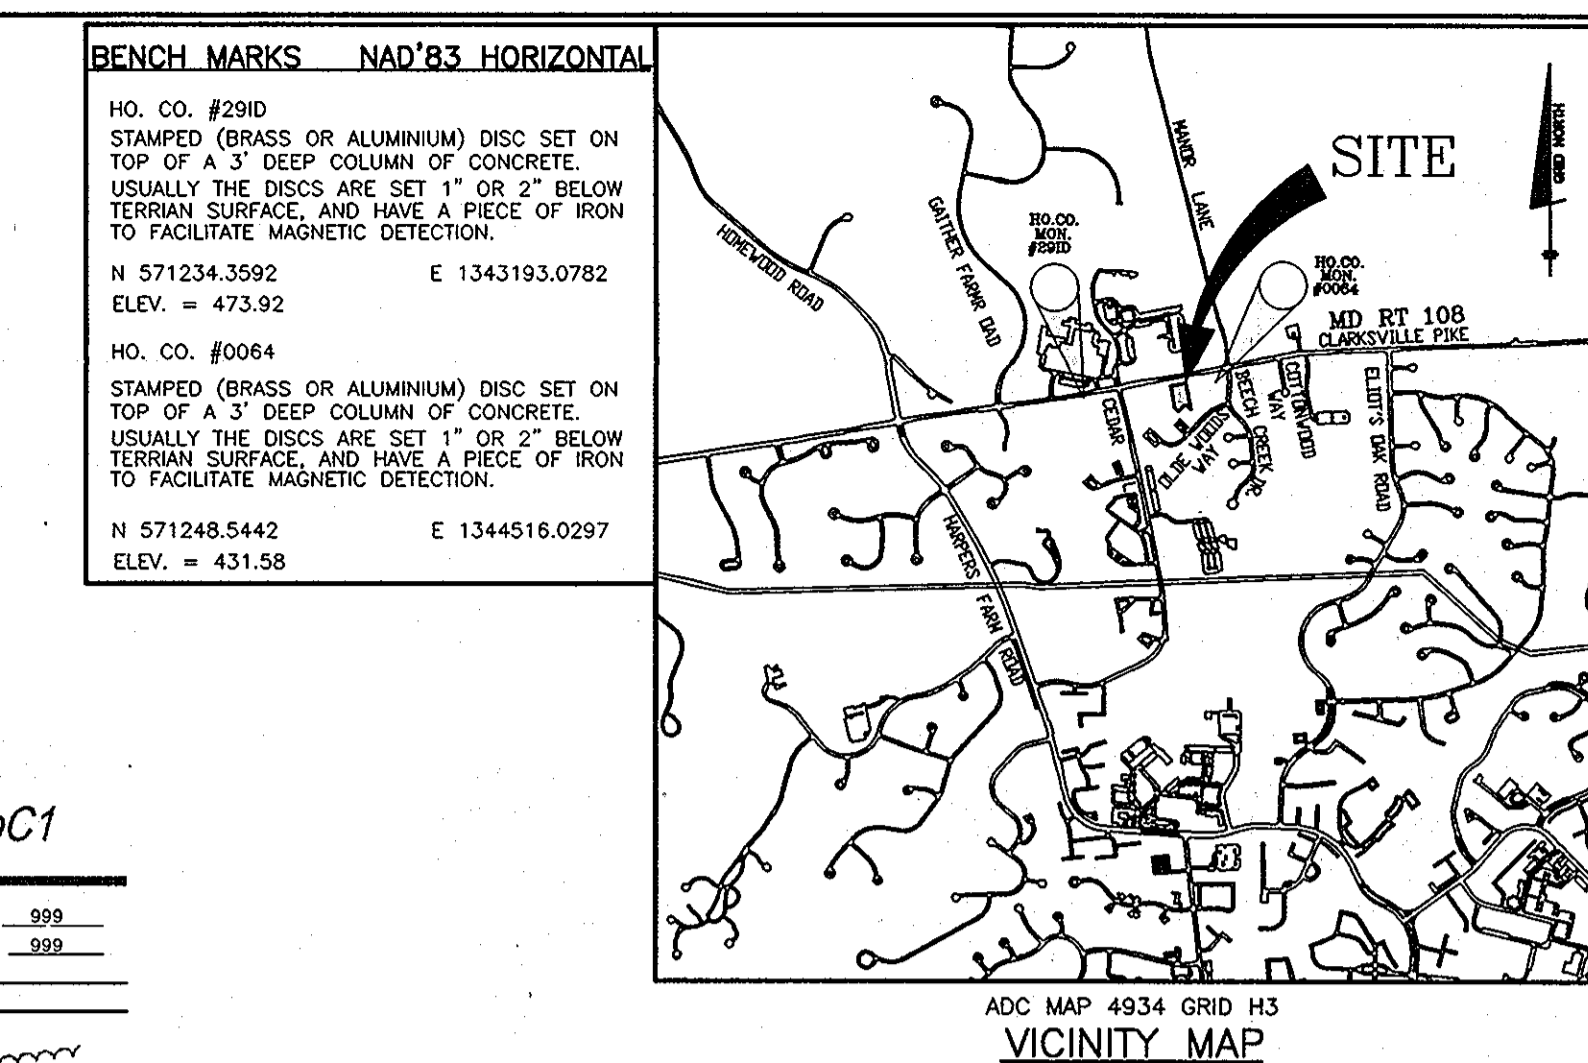 BENCH MARKS NAD'83 HORIZONTAL
HO. CO. #29ID
STAMPED (BRASS OR ALUMINIUM) DISC SET ON
TOP OF A 3' DEEP COLUMN OF CONCRETE.
USUALLY THE DISCS ARE SET 1" OR 2" BELOW
TERRIAN SURFACE, AND HAVE A PIECE OF IRON
TO FACILITATE MAGNETIC DETECTION.
N 571234.3592 E 1343193.0782
ELEV. = 473.92
HO. CO. #0064
STAMPED (BRASS OR ALUMINIUM) DISC SET ON
TOP OF A 3' DEEP COLUMN OF CONCRETE.
USUALLY THE DISCS ARE SET 1" OR 2" BELOW
TERRIAN SURFACE, AND HAVE A PIECE OF IRON
TO FACILITATE MAGNETIC DETECTION.
N 571248.5442 E 1344516.0297
ELEV. = 431.58
SITE
GRID NORTH
MANOR LANE
HOMEWOOD ROAD
GAITHER FARMR OAD
HO.CO.
MON.
#29ID
HO.CO.
MON.
#0064
MD RT 108
CLARKSVILLE PIKE
CEDAR
OLDE WOODS
WAY
BEECH CREEK DR.
COTTONWOOD
WAY
ELIOT'S OAK ROAD
HARPERS FARM ROAD
C1
999
999
ADC MAP 4934 GRID H3
VICINITY MAP